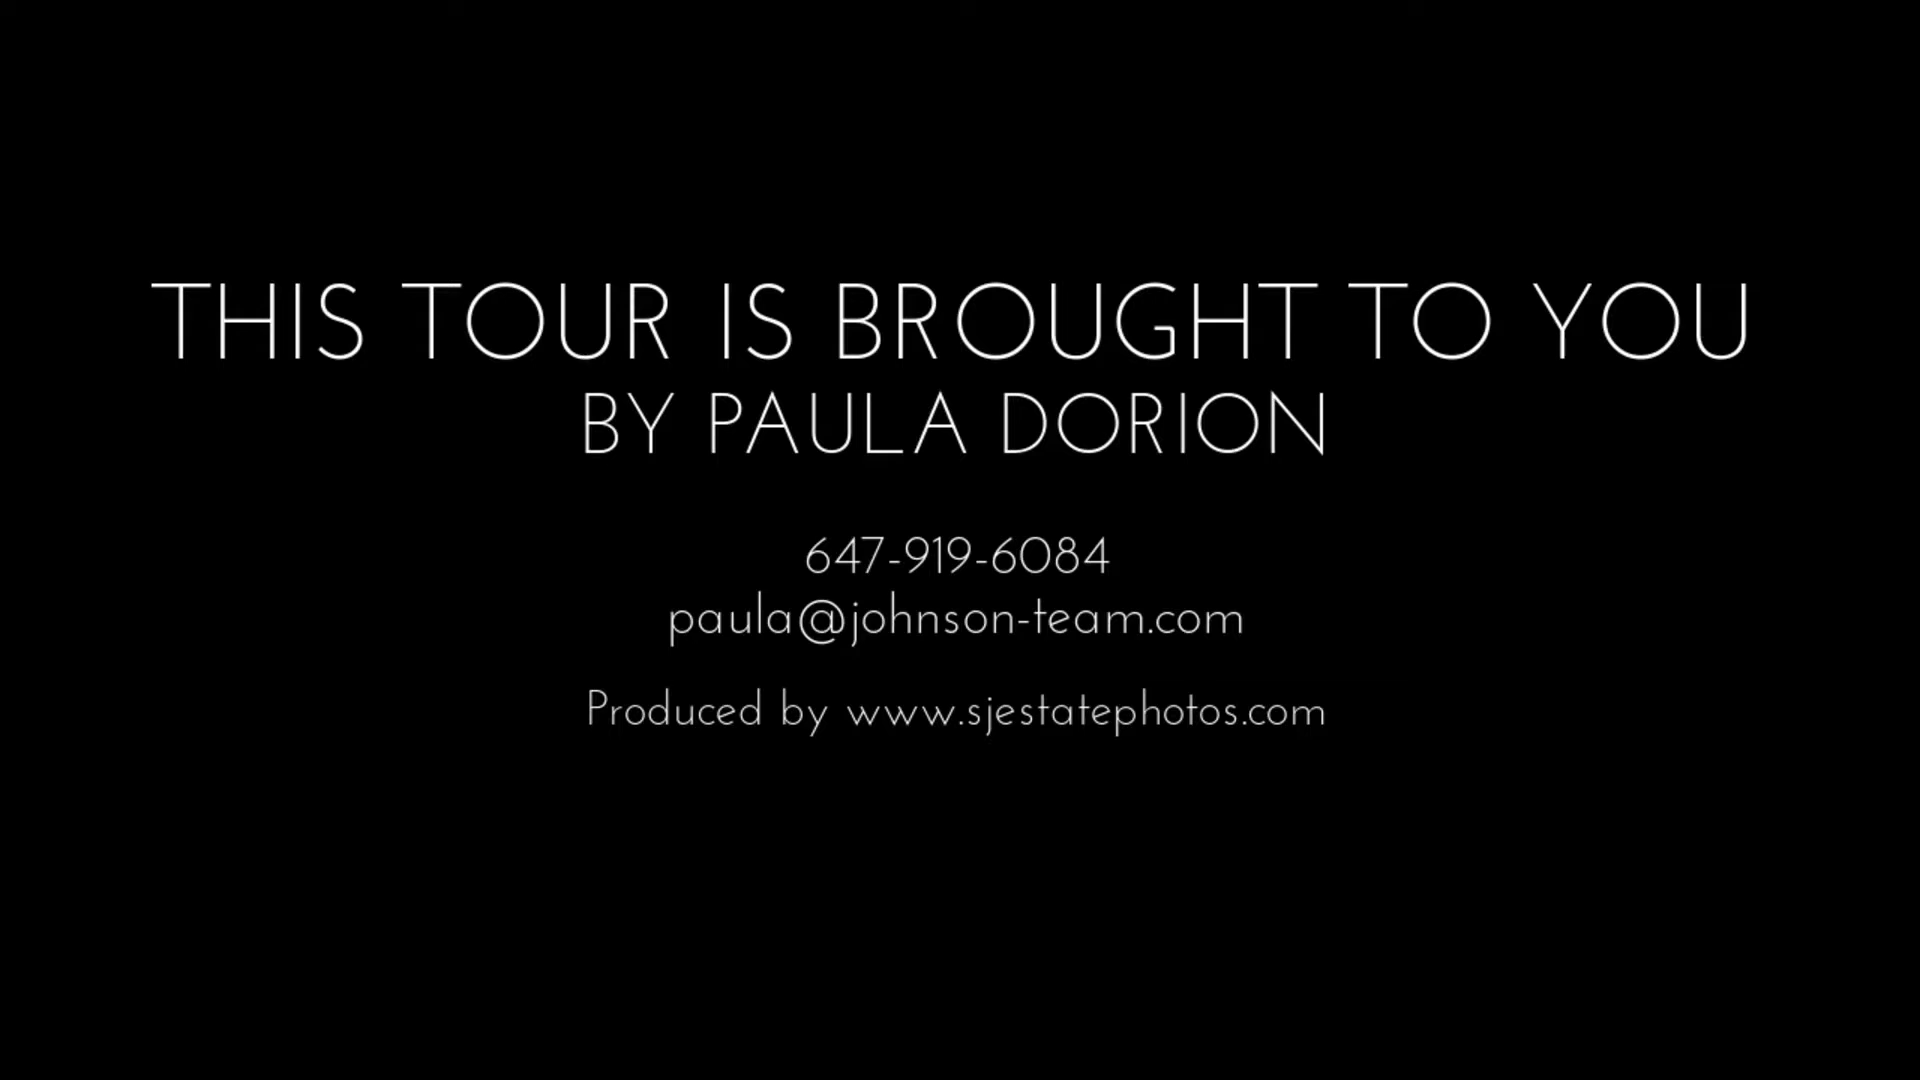 THIS TOUR IS BROUGHT TO YOU
BY PAULA DORION
647-919-6084
paula@johnson-team.com
Produced by www.sjestatephotos.com